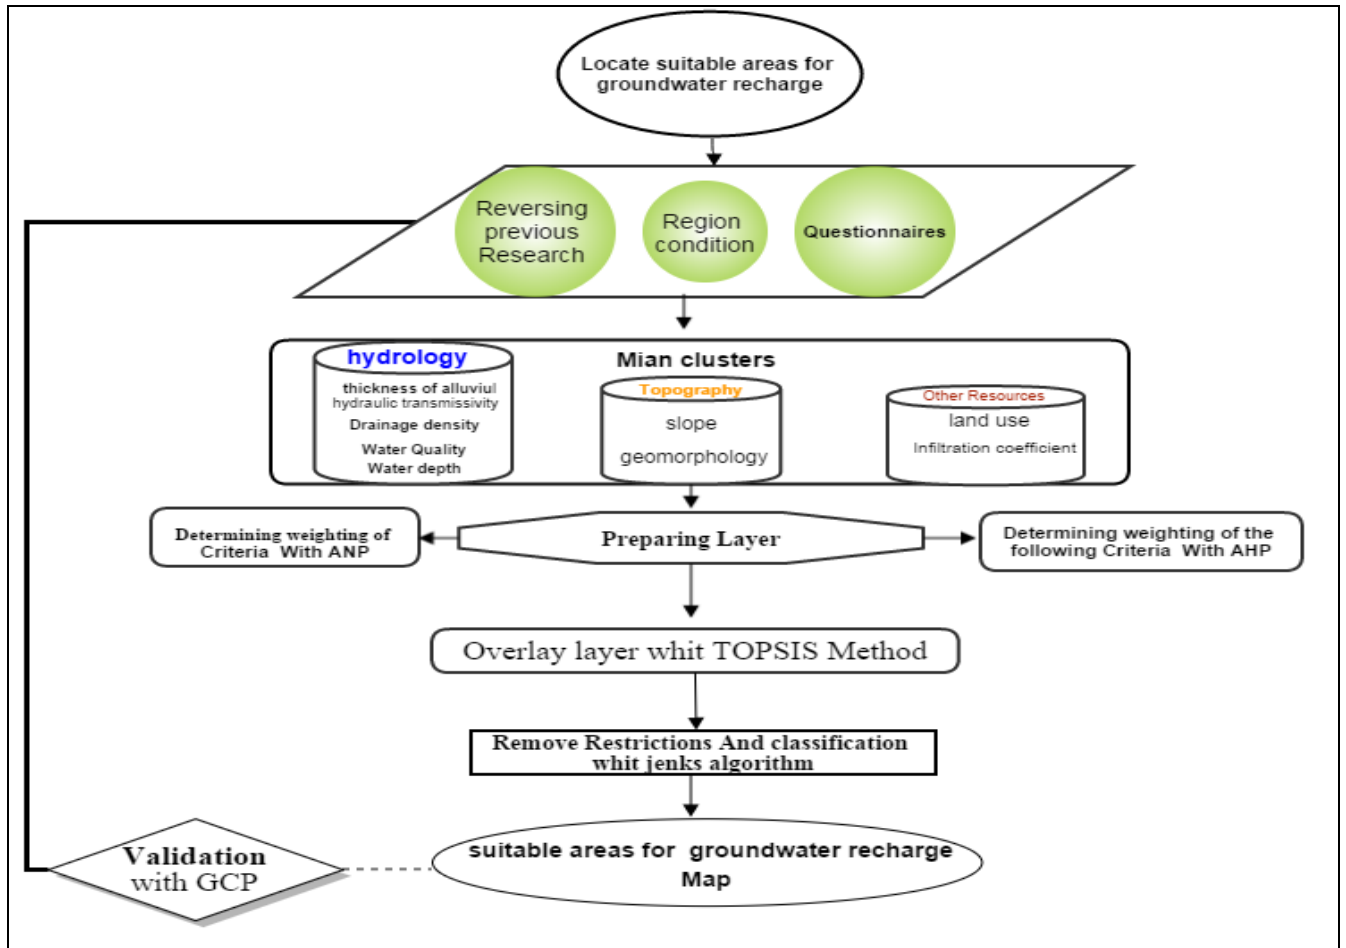 Locate suitable areas for
groundwater recharge
Reversing
previous
Research
Region
condition
Questionnaires
Mian clusters
hydrology
thickness of alluviul
hydraulic transmissivity
Drainage density
Water Quality
Water depth
Topography
slope
geomorphology
Other Resources
land use
Infiltration coefficient
Determining weighting of
Criteria With ANP
Preparing Layer
Determining weighting of the
following Criteria With AHP
Overlay layer whit TOPSIS Method
Remove Restrictions And classification
whit jenks algorithm
Validation
with GCP
suitable areas for groundwater recharge
Map